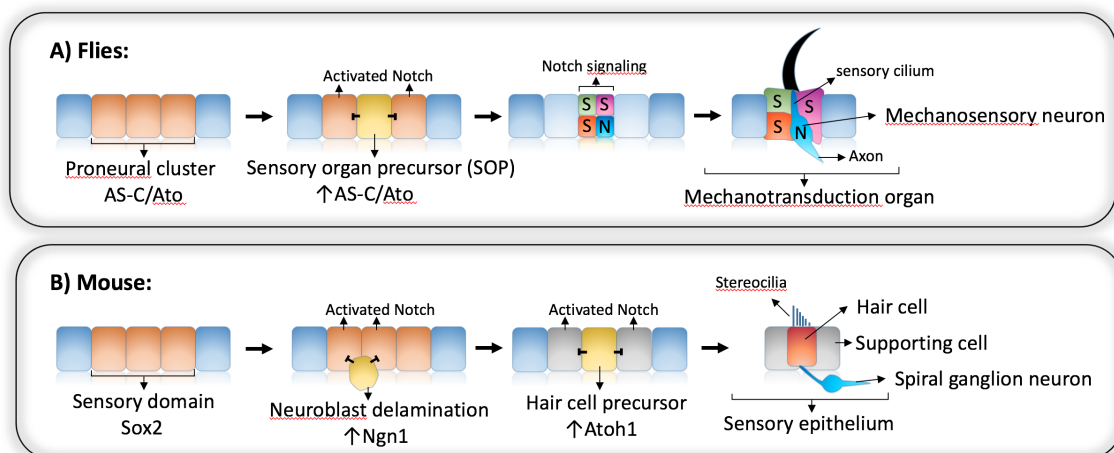 A) Flies:
Activated Notch
Notch signaling
sensory cilium
S S
S N
S S
S N
Mechanosensory neuron
Axon
Proneural cluster
AS-C/Ato
Sensory organ precursor (SOP)
↑AS-C/Ato
Mechanotransduction organ
B) Mouse:
Activated Notch
Activated Notch
Stereocilia
Hair cell
Supporting cell
Spiral ganglion neuron
Sensory domain
Sox2
Neuroblast delamination
↑Ngn1
Hair cell precursor
↑Atoh1
Sensory epithelium